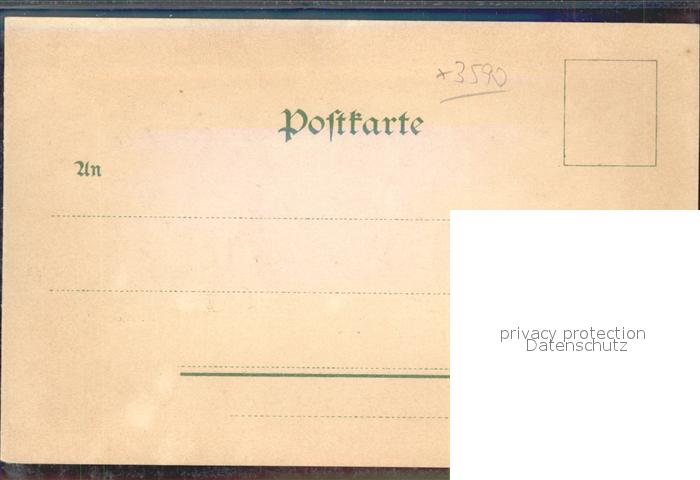 *3590
Postkarte
An
privacy protection
Datenschutz